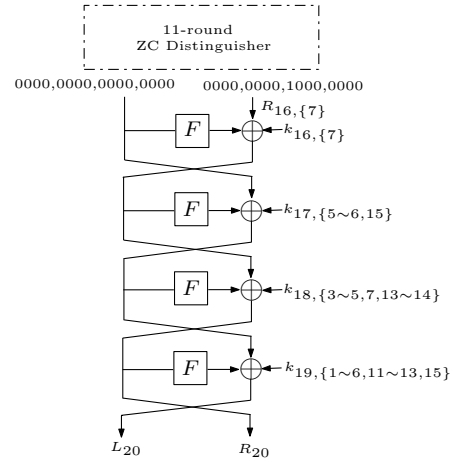 11-round
ZC Distinguisher
0000,0000,0000,0000 0000,0000,1000,0000
R16,{7}
F
k16,{7}
F
k17,{5∼6,15}
F
k18,{3∼5,7,13∼14}
F
k19,{1∼6,11∼13,15}
L20 R20